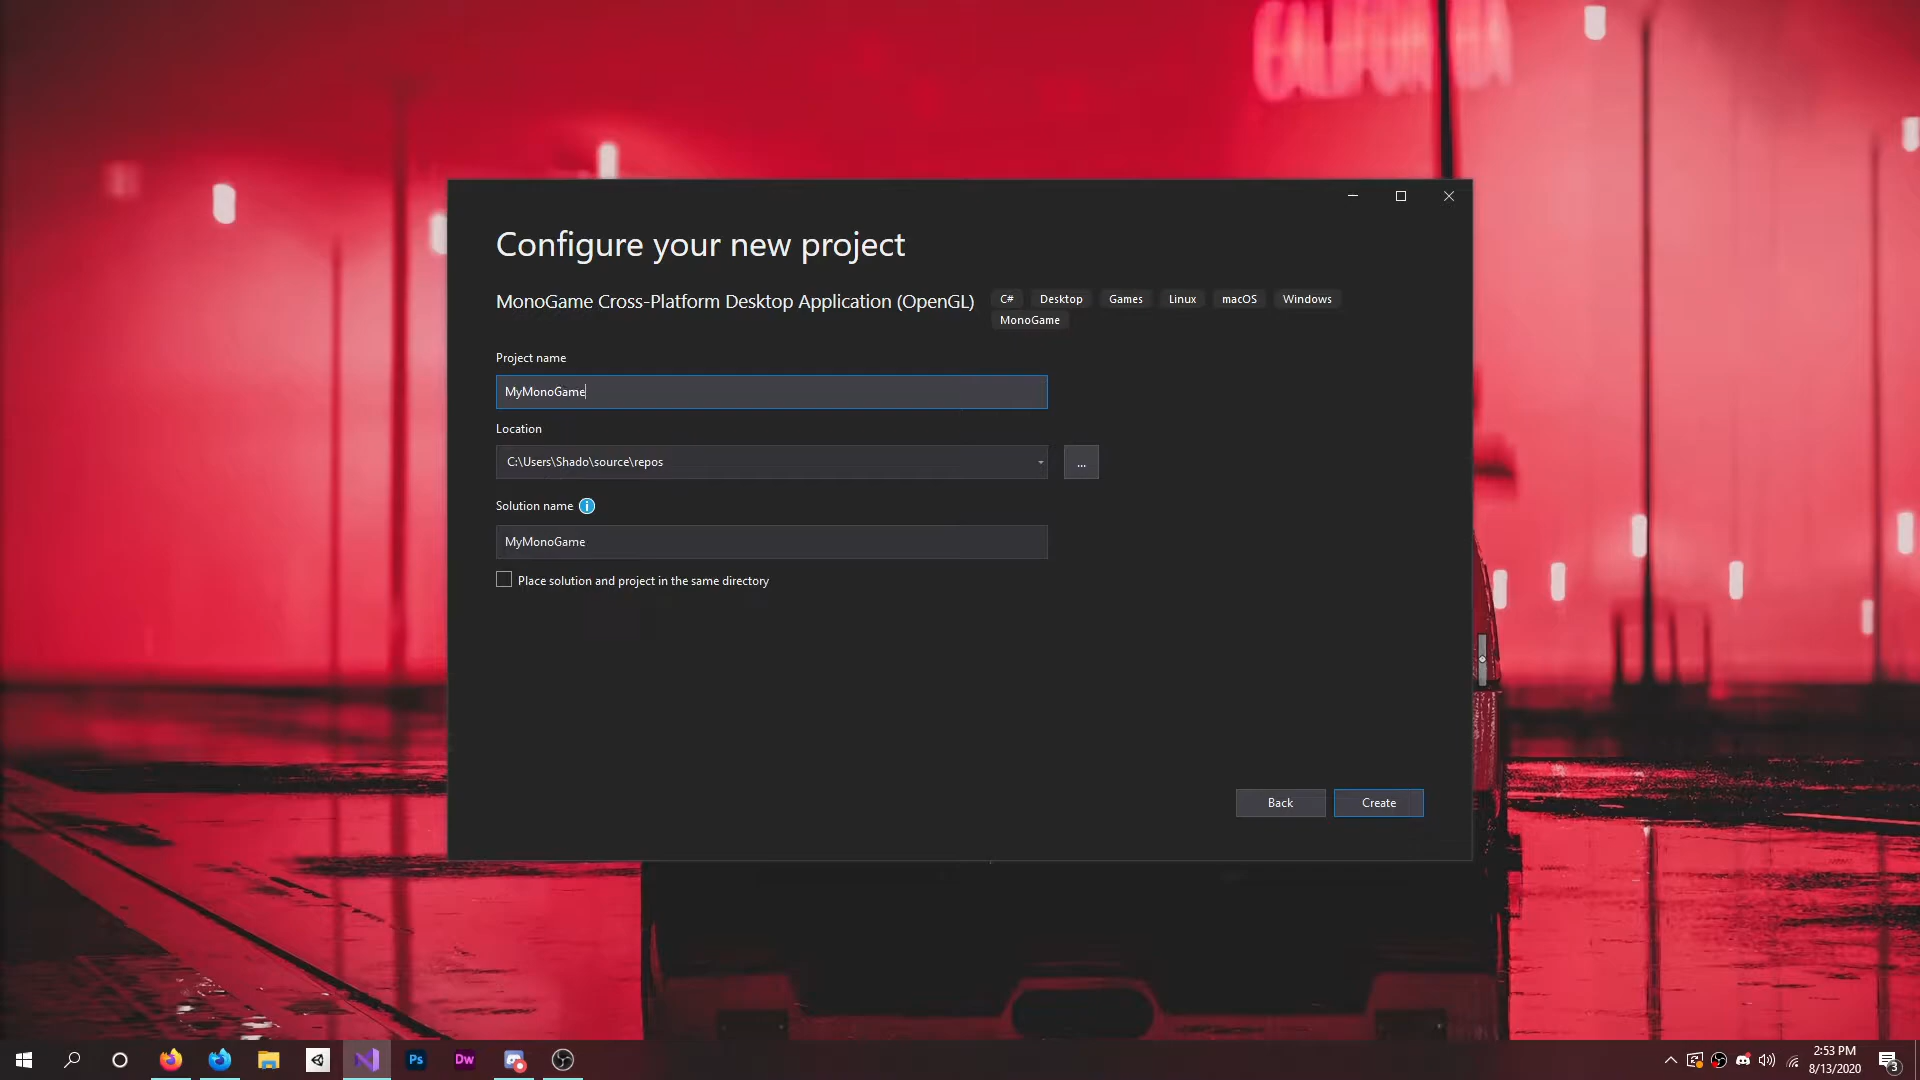 Configure your new project
MonoGame Cross-Platform Desktop Application (OpenGL)
C# Desktop Games Linux macOS Windows
MonoGame
Project name
MyMonoGame
Location
C:\Users\Shado\source\repos
...
Solution name
MyMonoGame
Place solution and project in the same directory
Back Create
Ps Dw
2:53 PM
8/13/2020
3